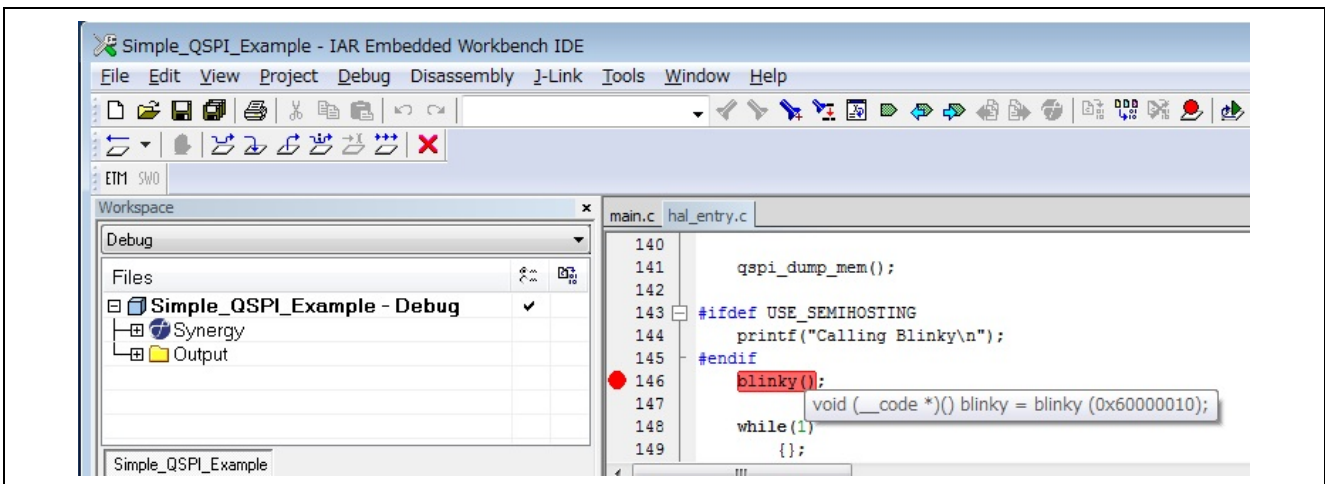 Simple_QSPI_Example - IAR Embedded Workbench IDE
File Edit View Project Debug Disassembly J-Link Tools Window Help
ETM SWO
Workspace
Debug
Files
Simple_QSPI_Example - Debug
Synergy
Output
Simple_QSPI_Example
main.c hal_entry.c
140
141 qspi_dump_mem();
142
143 #ifdef USE_SEMIHOSTING
144 printf("Calling Blinky\n");
145 #endif
146 blinky();
147 void (__code *)() blinky = blinky (0x60000010);
148 while(1)
149 {};